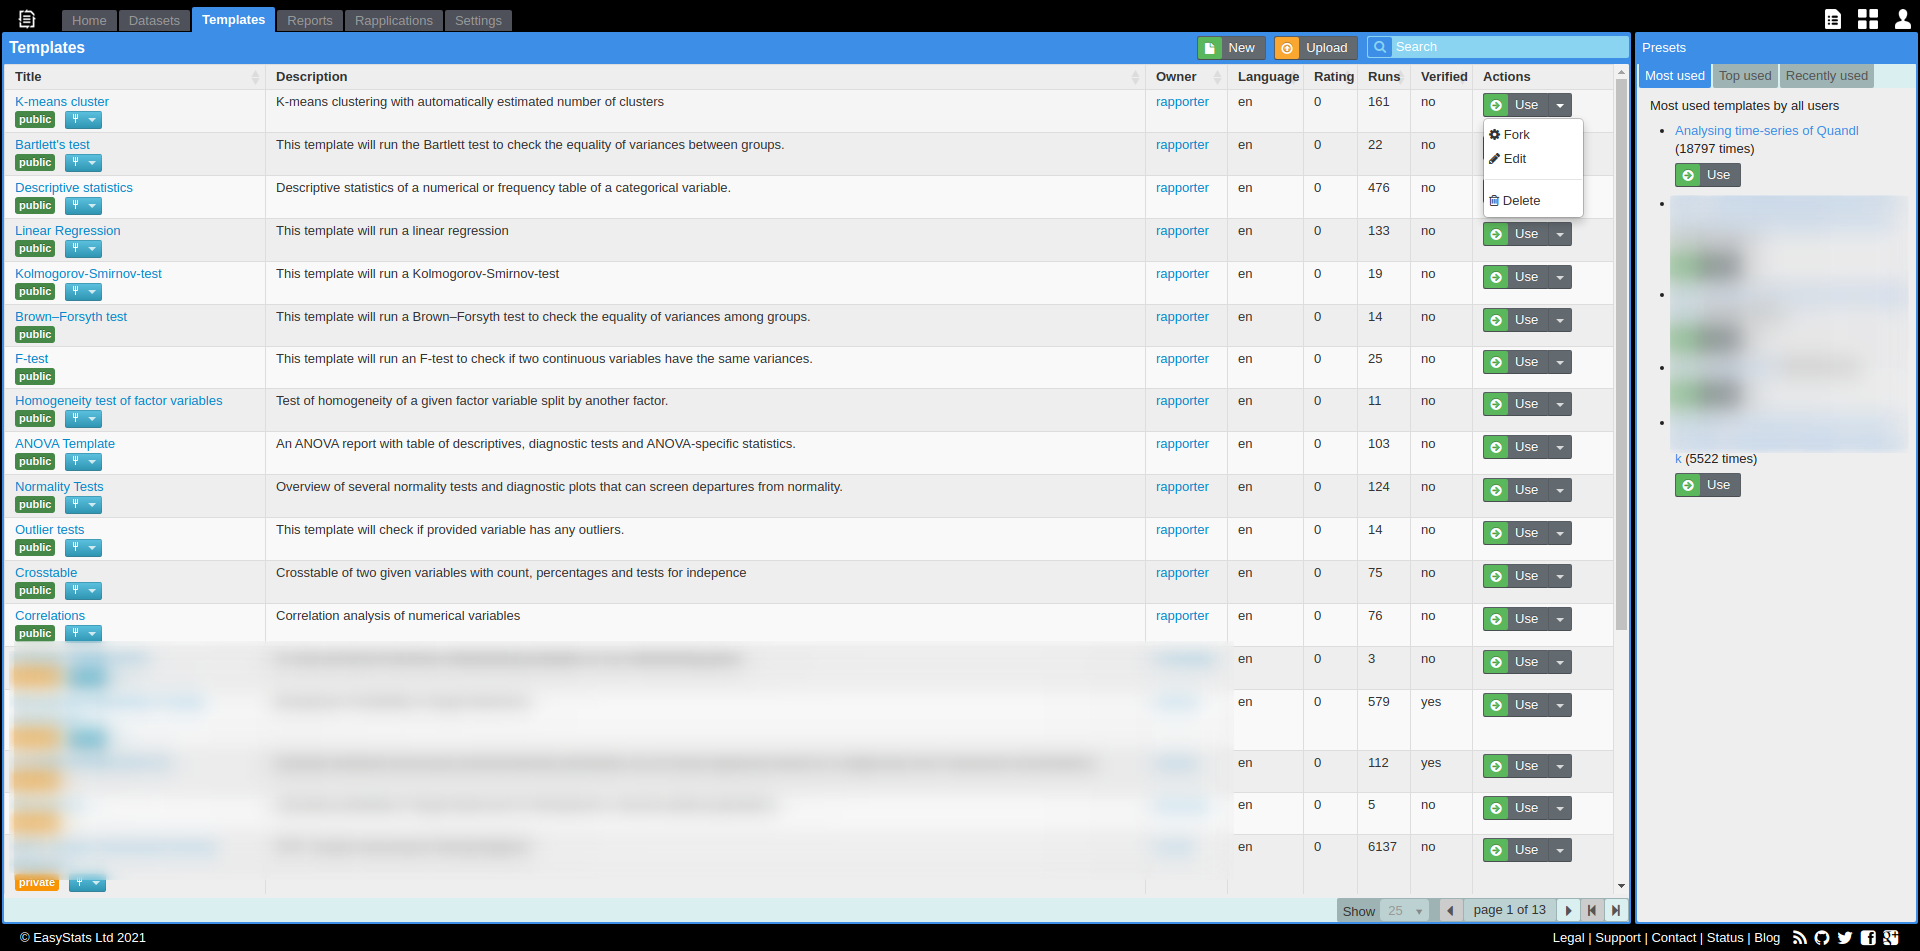 Home Datasets Templates Reports Rapplications Settings
Templates New Upload Search
Title Description Owner Language Rating Runs Verified Actions
K-means cluster K-means clustering with automatically estimated number of clusters rapporter en 0 161 no Use
public
Fork
Edit
Delete
Bartlett's test This template will run the Bartlett test to check the equality of variances between groups. rapporter en 0 22 no
public
Descriptive statistics Descriptive statistics of a numerical or frequency table of a categorical variable. rapporter en 0 476 no
public
Linear Regression This template will run a linear regression rapporter en 0 133 no Use
public
Kolmogorov-Smirnov-test This template will run a Kolmogorov-Smirnov-test rapporter en 0 19 no Use
public
Brown–Forsyth test This template will run a Brown–Forsyth test to check the equality of variances among groups. rapporter en 0 14 no Use
public
F-test This template will run an F-test to check if two continuous variables have the same variances. rapporter en 0 25 no Use
public
Homogeneity test of factor variables Test of homogeneity of a given factor variable split by another factor. rapporter en 0 11 no Use
public
ANOVA Template An ANOVA report with table of descriptives, diagnostic tests and ANOVA-specific statistics. rapporter en 0 103 no Use
public
Normality Tests Overview of several normality tests and diagnostic plots that can screen departures from normality. rapporter en 0 124 no Use
public
Outlier tests This template will check if provided variable has any outliers. rapporter en 0 14 no Use
public
Crosstable Crosstable of two given variables with count, percentages and tests for indepence rapporter en 0 75 no Use
public
Correlations Correlation analysis of numerical variables rapporter en 0 76 no Use
public
en 0 3 no Use
en 0 579 yes Use
en 0 112 yes Use
en 0 5 no Use
en 0 6137 no Use
private
Show 25 page 1 of 13
Presets
Most used Top used Recently used
Most used templates by all users
Analysing time-series of Quandl
(18797 times)
Use
k (5522 times)
Use
© EasyStats Ltd 2021 Legal | Support | Contact | Status | Blog